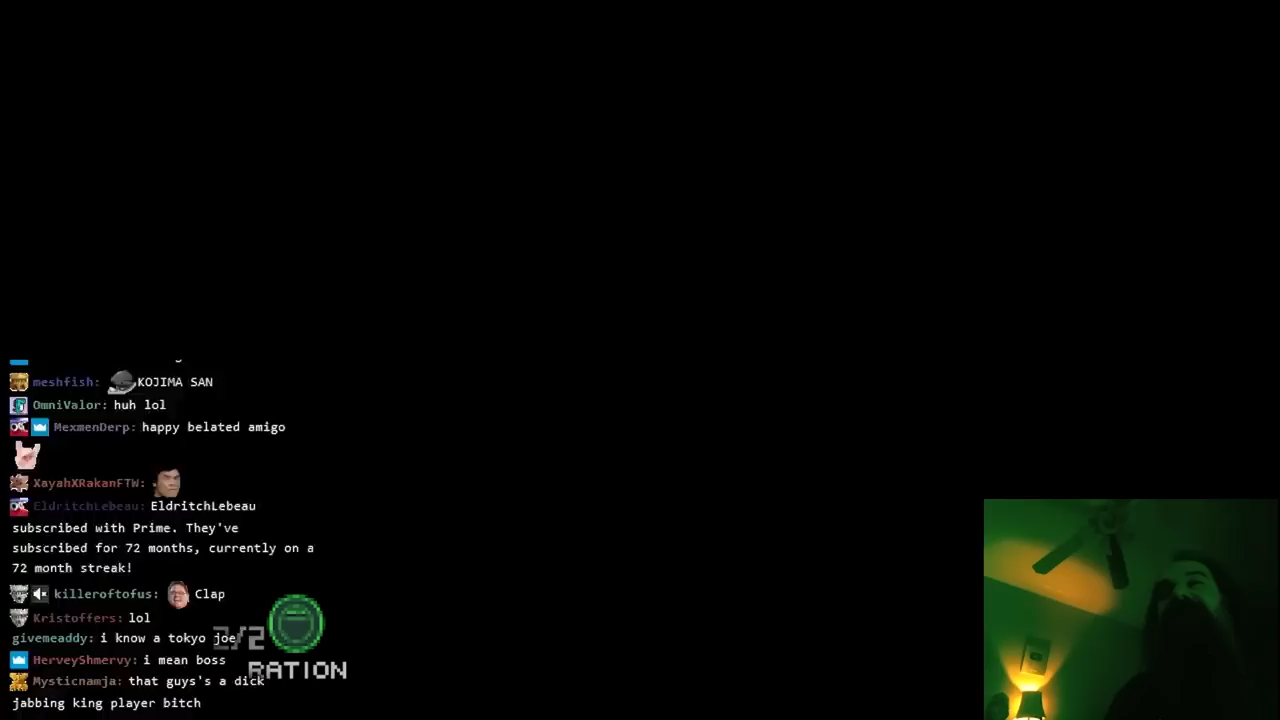 meshfish: KOJIMA SAN
OmniValor: huh lol
MexmenDerp: happy belated amigo
XayahXRakanFTW:
EldritchLebeau: EldritchLebeau
subscribed with Prime. They've
subscribed for 72 months, currently on a
72 month streak!
killeroftofus: Clap
Kristoffers: lol
givemeaddy: i know a tokyo joe
2/2
HerveyShmervy: i mean boss
RATION
Mysticnamja: that guys's a dick
jabbing king player bitch